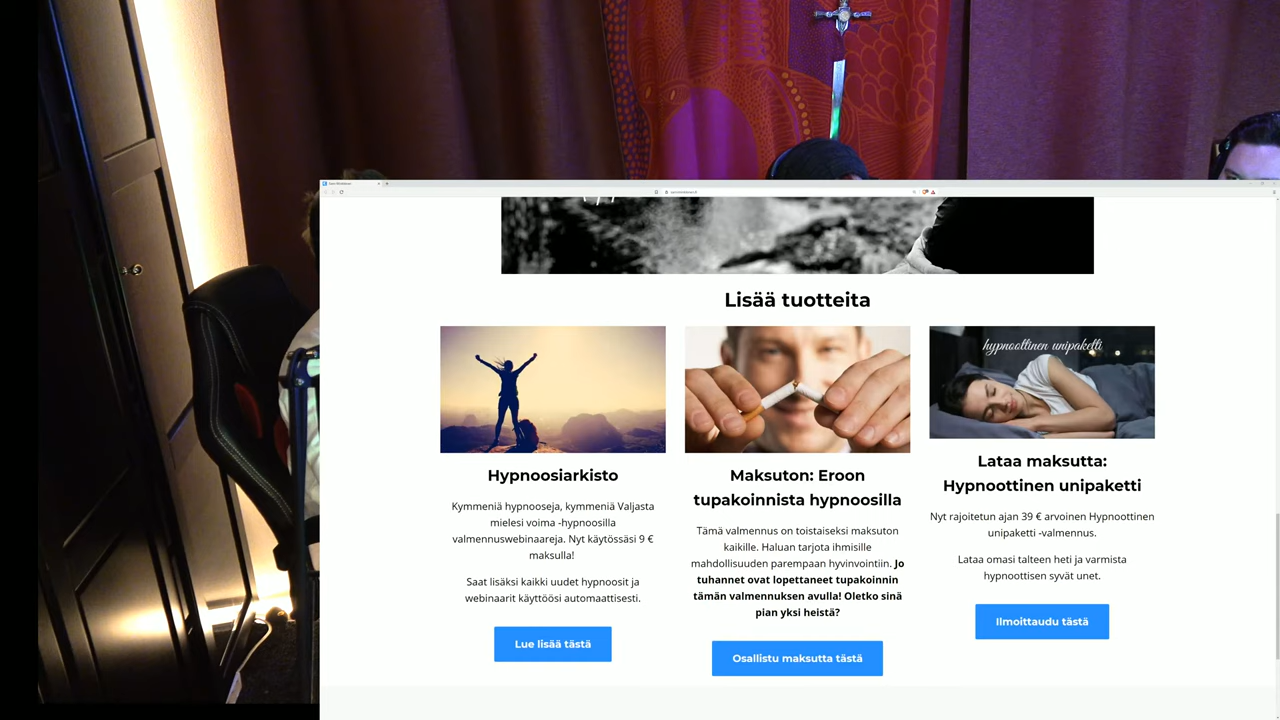 Lisää tuotteita
hypnoottinen unipaketti
Hypnoosiarkisto
Kymmeniä hypnooseja, kymmeniä Valjasta
mielesi voima -hypnoosilla
valmennuswebinaareja. Nyt käytössäsi 9 €
maksulla!
Saat lisäksi kaikki uudet hypnoosit ja
webinaarit käyttöösi automaattisesti.
Lue lisää tästä
Maksuton: Eroon
tupakoinnista hypnoosilla
Tämä valmennus on toistaiseksi maksuton
kaikille. Haluan tarjota ihmisille
mahdollisuuden parempaan hyvinvointiin. Jo
tuhannet ovat lopettaneet tupakoinnin
tämän valmennuksen avulla! Oletko sinä
pian yksi heistä?
Osallistu maksutta tästä
Lataa maksutta:
Hypnoottinen unipaketti
Nyt rajoitetun ajan 39 € arvoinen Hypnoottinen
unipaketti -valmennus.
Lataa omasi talteen heti ja varmista
hypnoottisen syvät unet.
Ilmoittaudu tästä